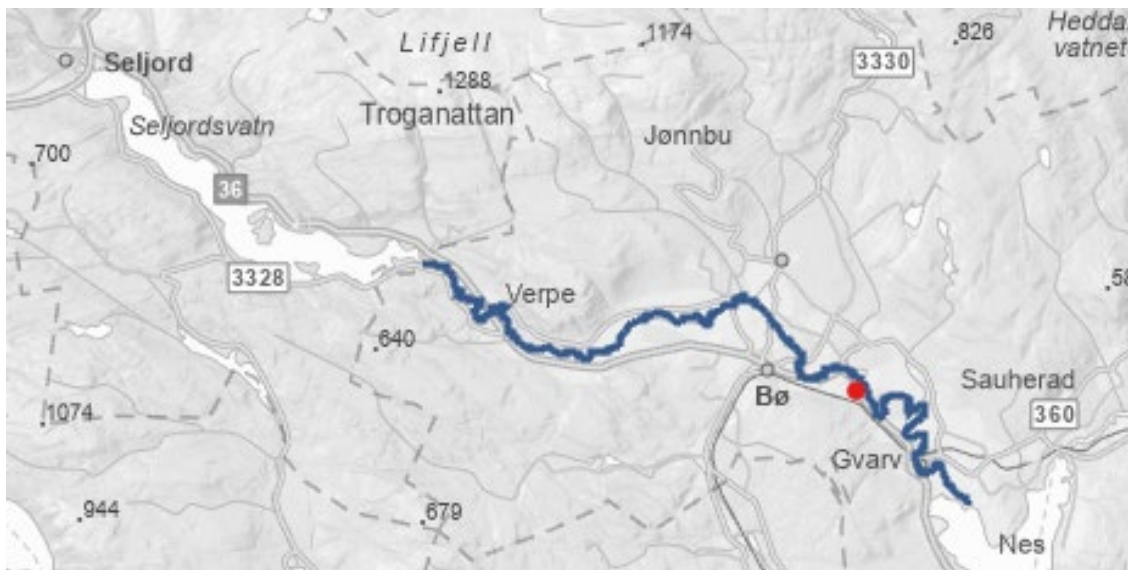 Lifjell
.1174
.826
Hedda
vatnet
Seljord
3330
.1288
Troganattan
Seljordsvatn
Jønnbu
.700
36
3328
Verpe
.58
.640
Sauherad
Bø
360
.1074
Gvarv
.944
.679
Nes